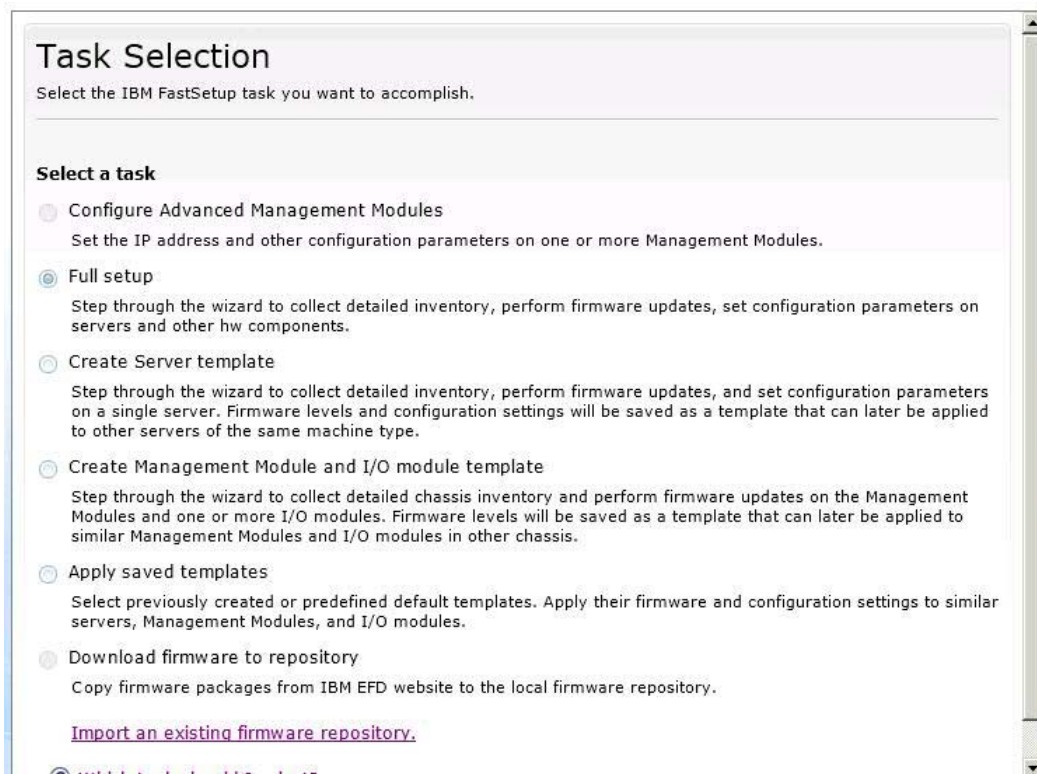 Task Selection
Select the IBM FastSetup task you want to accomplish.
Select a task
Configure Advanced Management Modules
Set the IP address and other configuration parameters on one or more Management Modules.
Full setup
Step through the wizard to collect detailed inventory, perform firmware updates, set configuration parameters on
servers and other hw components.
Create Server template
Step through the wizard to collect detailed inventory, perform firmware updates, and set configuration parameters
on a single server. Firmware levels and configuration settings will be saved as a template that can later be applied
to other servers of the same machine type.
Create Management Module and I/O module template
Step through the wizard to collect detailed chassis inventory and perform firmware updates on the Management
Modules and one or more I/O modules. Firmware levels will be saved as a template that can later be applied to
similar Management Modules and I/O modules in other chassis.
Apply saved templates
Select previously created or predefined default templates. Apply their firmware and configuration settings to similar
servers, Management Modules, and I/O modules.
Download firmware to repository
Copy firmware packages from IBM EFD website to the local firmware repository.
Import an existing firmware repository.